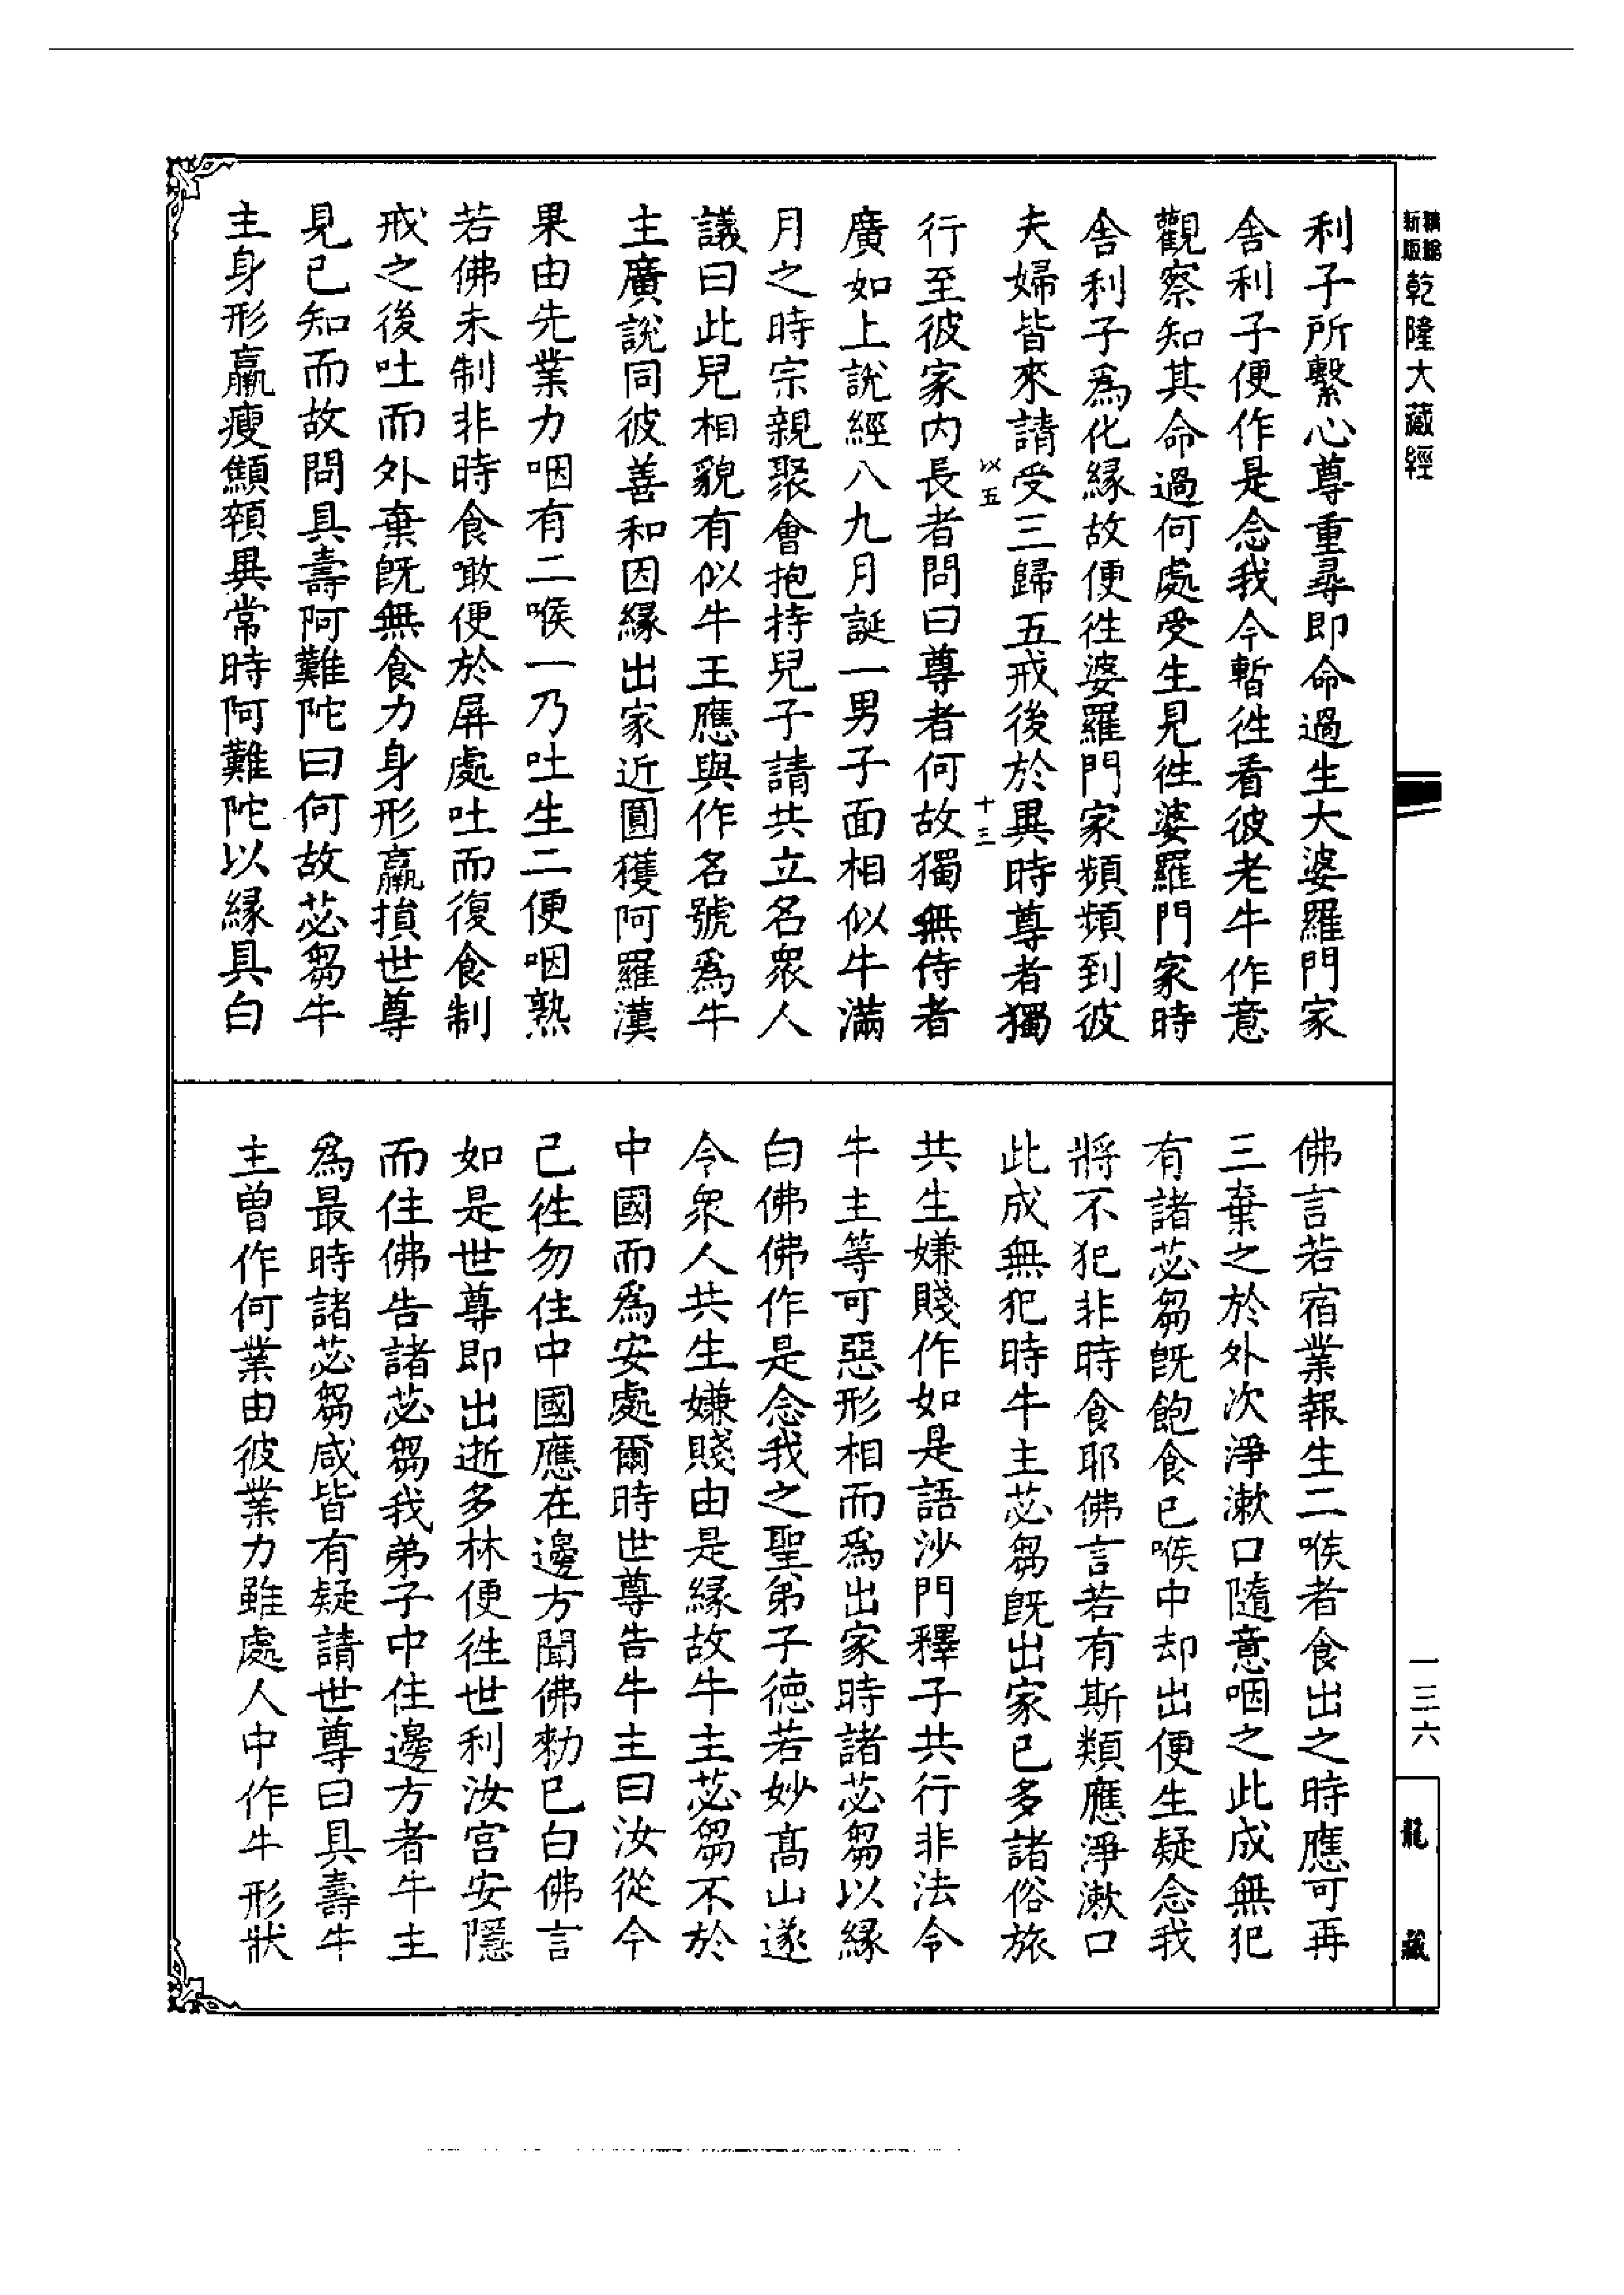 新版
精縮
乾隆大藏經
一三六
龍藏
利子所繫心尊重尋即命過生大婆羅門家
舎利子便作是念我今暫徃看彼老牛作意
觀察知其命過何處受生見徃婆羅門家時
舎利子爲化縁故便徃婆羅門家頻頻到彼
夫婦皆來請受三歸五戒後於異時尊者獨
以五
十三
行至彼家内長者問曰尊者何故獨無侍者
廣如上說經八九月誕一男子面相似牛滿
月之時宗親聚會抱持兒子請共立名衆人
議曰此兒相貌有似牛王應與作名號爲牛
主廣說同彼善和因縁出家近圓獲阿羅漢
果由先業力咽有二喉一乃吐生二便咽熟
若佛未制非時食噉便於屏處吐而復食制
戒之後吐而外棄旣無食力身形羸損世尊
見已知而故問具壽阿難陀曰何故苾芻牛
主身形羸瘦顦顇異常時阿難陀以縁具白
佛言若宿業報生二喉者食出之時應可再
三棄之於外次淨漱口隨意咽之此成無犯
有諸苾芻旣飽食已喉中却出便生疑念我
將不犯非時食耶佛言若有斯類應淨漱口
此成無犯時牛主苾芻旣出家已多諸俗旅
共生嫌賤作如是語沙門釋子共行非法令
牛主等可惡形相而爲出家時諸苾芻以縁
白佛佛作是念我之聖弟子德若妙高山遂
令衆人共生嫌賤由是縁故牛主苾芻不於
中國而爲安處爾時世尊告牛主曰汝從今
已徃勿住中國應在邊方聞佛勑已白佛言
如是世尊即出逝多林便徃世利汝宫安隱
而住佛告諸苾芻我弟子中住邊方者牛主
爲最時諸苾芻咸皆有疑請世尊曰具壽牛
主曽作何業由彼業力雖處人中作牛形狀